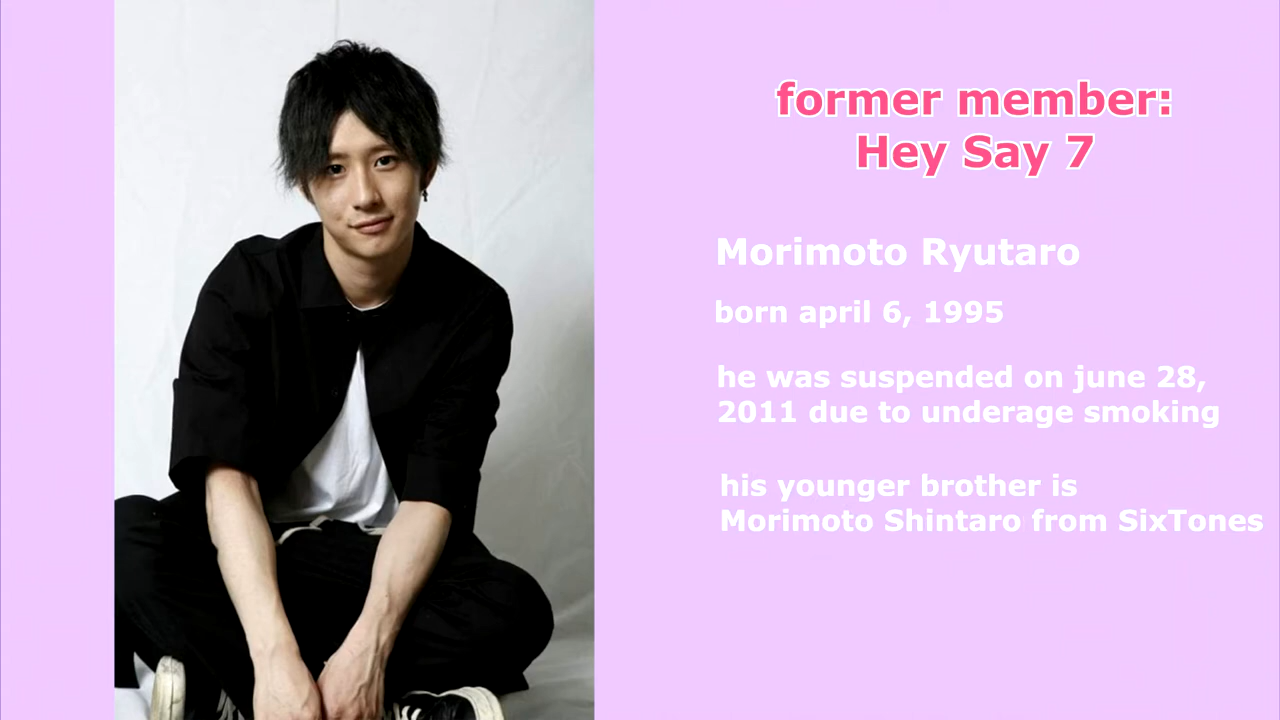 former member:
Hey Say 7
Morimoto Ryutaro
born april 6, 1995
he was suspended on june 28,
2011 due to underage smoking
his younger brother is
Morimoto Shintaro from SixTones